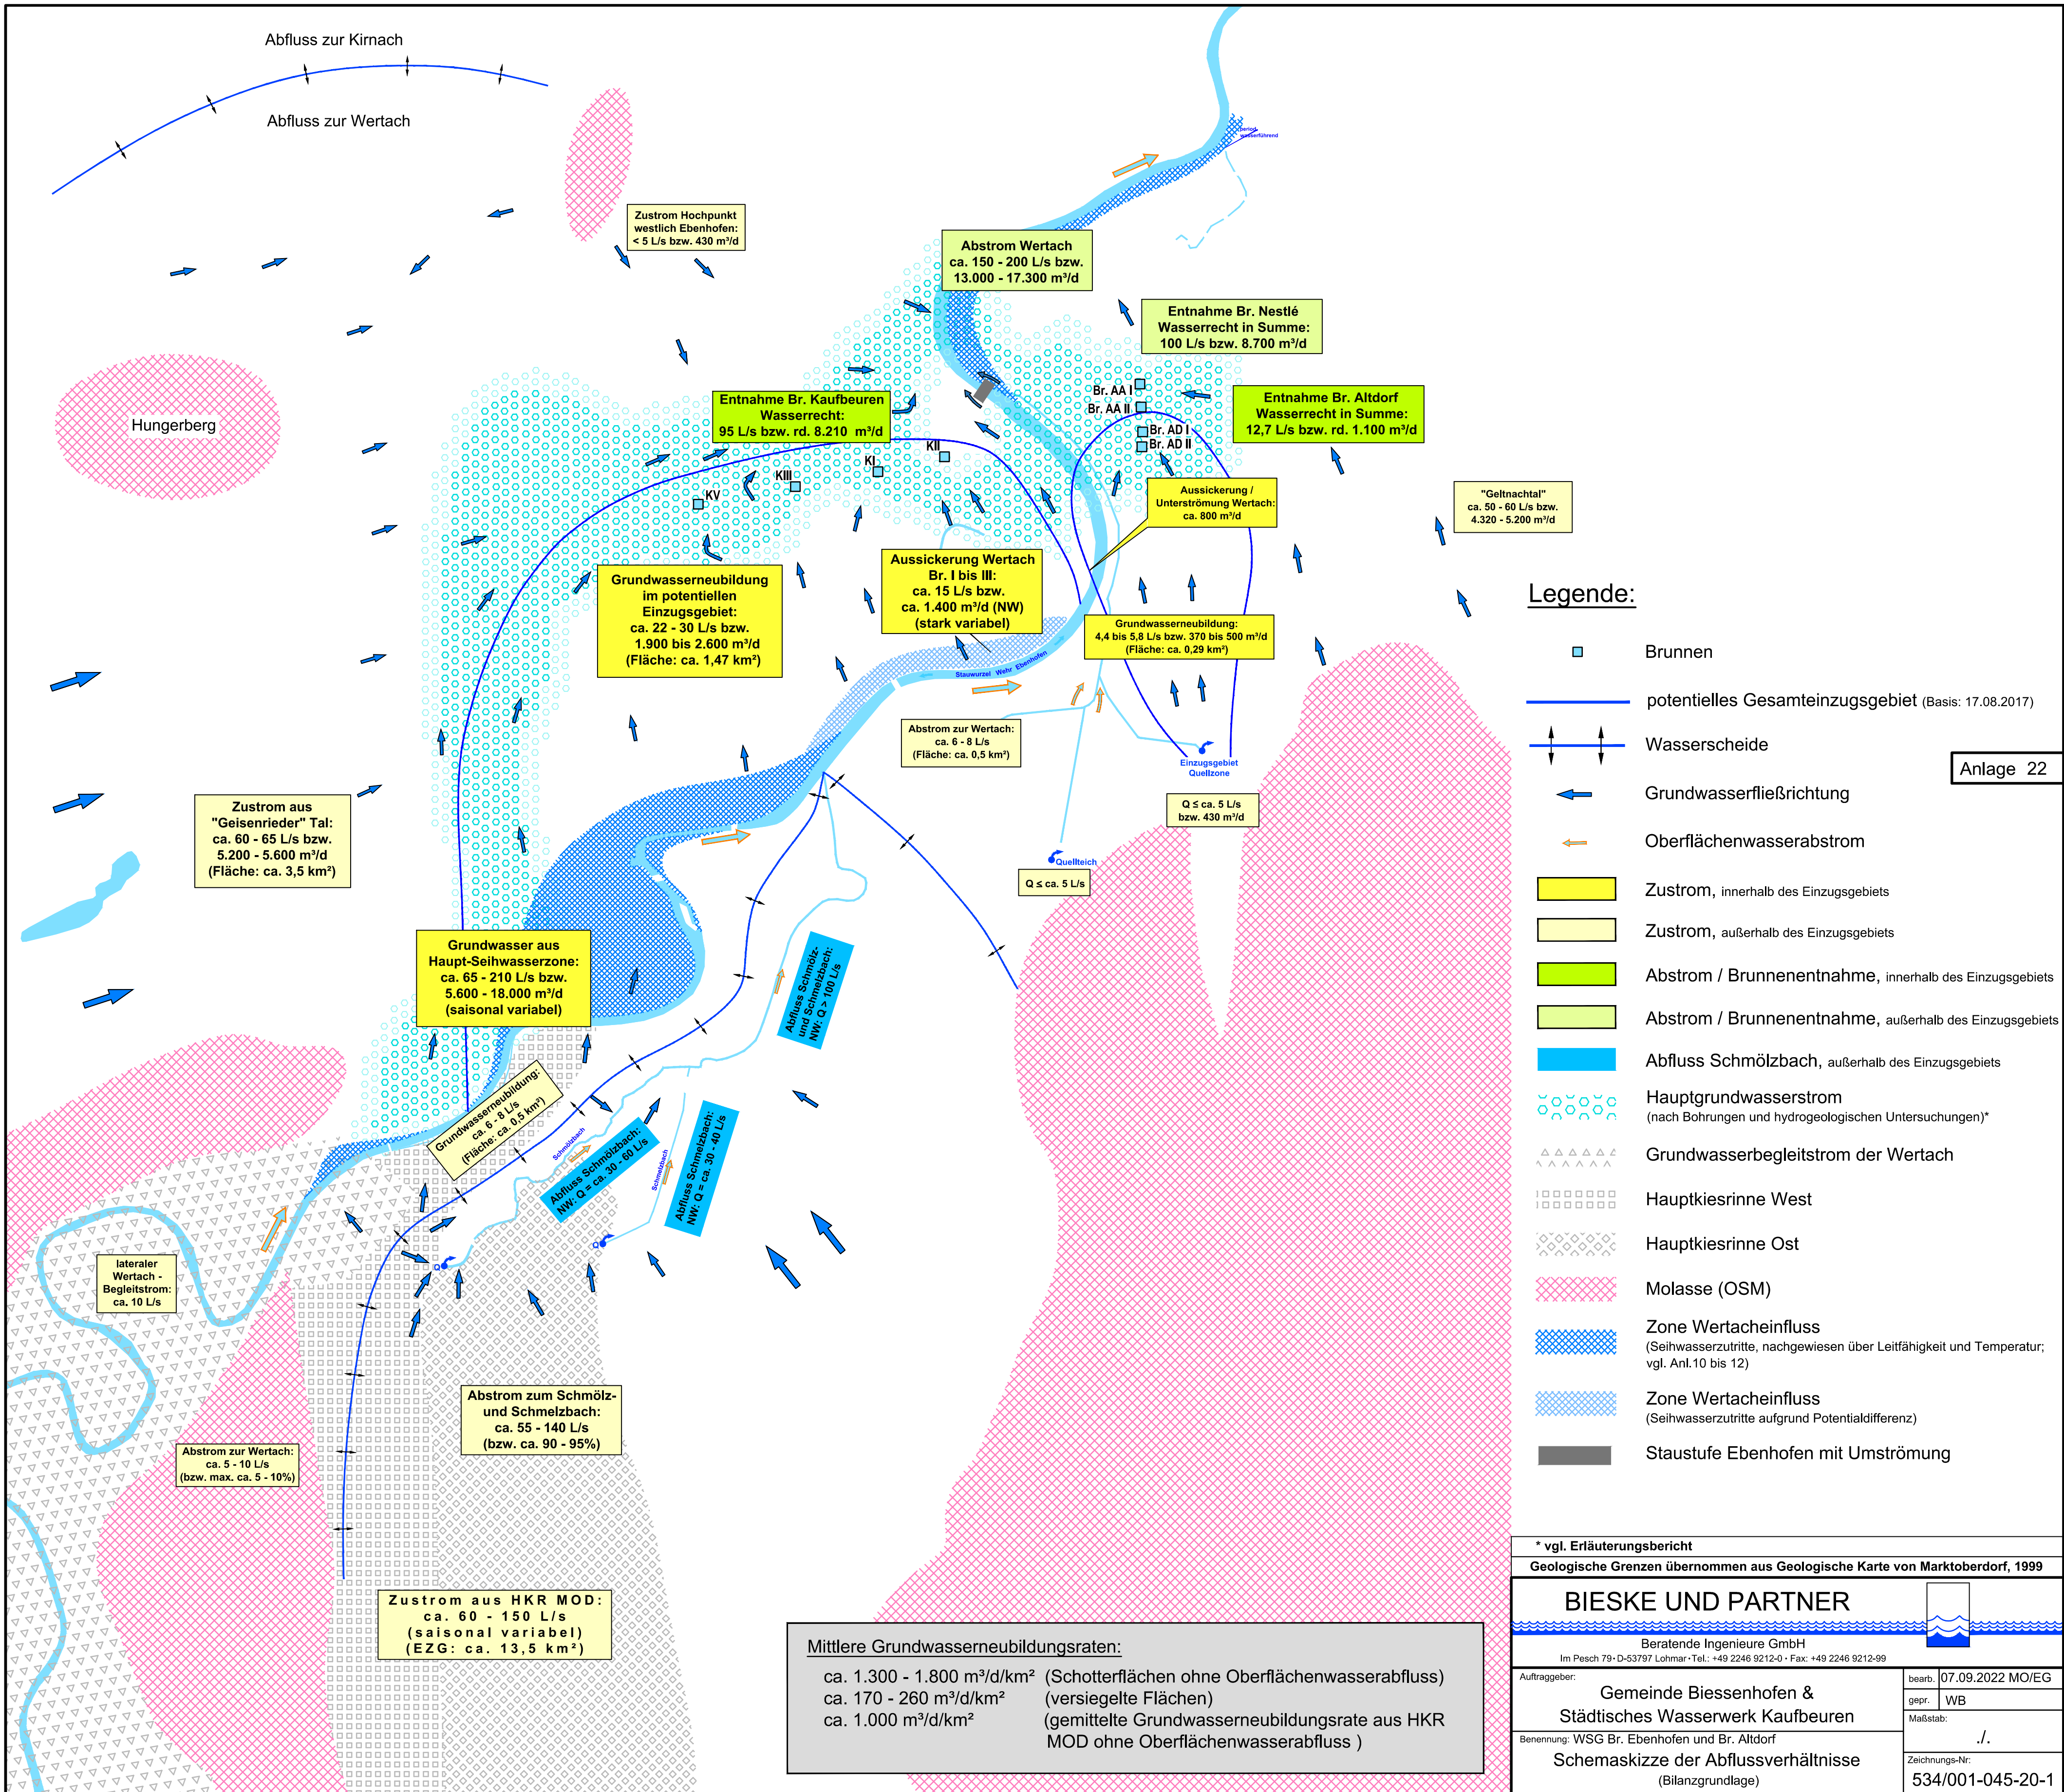 Abfluss zur Kirnach
Abfluss zur Wertach
period.
wasserführend
Zustrom Hochpunkt
westlich Ebenhofen:
< 5 L/s bzw. 430 m³/d
Abstrom Wertach
ca. 150 - 200 L/s bzw.
13.000 - 17.300 m³/d
Entnahme Br. Nestlé
Wasserrecht in Summe:
100 L/s bzw. 8.700 m³/d
Hungerberg
Entnahme Br. Kaufbeuren
Wasserrecht:
95 L/s bzw. rd. 8.210 m³/d
Br. AA I
Br. AA II
Br. AD I
Br. AD II
Entnahme Br. Altdorf
Wasserrecht in Summe:
12,7 L/s bzw. rd. 1.100 m³/d
KII
KI
KIII
KV
Aussickerung /
Unterströmung Wertach:
ca. 800 m³/d
"Geltnachtal"
ca. 50 - 60 L/s bzw.
4.320 - 5.200 m³/d
Grundwasserneubildung
im potentiellen
Einzugsgebiet:
ca. 22 - 30 L/s bzw.
1.900 bis 2.600 m³/d
(Fläche: ca. 1,47 km²)
Aussickerung Wertach
Br. I bis III:
ca. 15 L/s bzw.
ca. 1.400 m³/d (NW)
(stark variabel)
Grundwasserneubildung:
4,4 bis 5,8 L/s bzw. 370 bis 500 m³/d
(Fläche: ca. 0,29 km²)
Stauwurzel Wehr Ebenhofen
Abstrom zur Wertach:
ca. 6 - 8 L/s
(Fläche: ca. 0,5 km²)
Einzugsgebiet
Quellzone
Q ≤ ca. 5 L/s
bzw. 430 m³/d
Quellteich
Q ≤ ca. 5 L/s
Zustrom aus
"Geisenrieder" Tal:
ca. 60 - 65 L/s bzw.
5.200 - 5.600 m³/d
(Fläche: ca. 3,5 km²)
Grundwasser aus
Haupt-Seihwasserzone:
ca. 65 - 210 L/s bzw.
5.600 - 18.000 m³/d
(saisonal variabel)
Abfluss Schmölz-
und Schmelzbach:
NW: Q > 100 L/s
Grundwasserneubildung:
ca. 6 - 8 L/s
(Fläche: ca. 0,5 km²)
Schmölzbach
Abfluss Schmölzbach:
NW: Q = ca. 30 - 60 L/s
Schmelzbach
Abfluss Schmelzbach:
NW: Q = ca. 30 - 40 L/s
Q
Q
lateraler
Wertach -
Begleitstrom:
ca. 10 L/s
Abstrom zum Schmölz-
und Schmelzbach:
ca. 55 - 140 L/s
(bzw. ca. 90 - 95%)
Abstrom zur Wertach:
ca. 5 - 10 L/s
(bzw. max. ca. 5 - 10%)
Zustrom aus HKR MOD:
ca. 60 - 150 L/s
(saisonal variabel)
(EZG: ca. 13,5 km²)
Mittlere Grundwasserneubildungsraten:
ca. 1.300 - 1.800 m³/d/km² (Schotterflächen ohne Oberflächenwasserabfluss)
ca. 170 - 260 m³/d/km² (versiegelte Flächen)
ca. 1.000 m³/d/km² (gemittelte Grundwasserneubildungsrate aus HKR
MOD ohne Oberflächenwasserabfluss )
Legende:
Brunnen
potentielles Gesamteinzugsgebiet (Basis: 17.08.2017)
Wasserscheide
Anlage 22
Grundwasserfließrichtung
Oberflächenwasserabstrom
Zustrom, innerhalb des Einzugsgebiets
Zustrom, außerhalb des Einzugsgebiets
Abstrom / Brunnenentnahme, innerhalb des Einzugsgebiets
Abstrom / Brunnenentnahme, außerhalb des Einzugsgebiets
Abfluss Schmölzbach, außerhalb des Einzugsgebiets
Hauptgrundwasserstrom
(nach Bohrungen und hydrogeologischen Untersuchungen)*
Grundwasserbegleitstrom der Wertach
Hauptkiesrinne West
Hauptkiesrinne Ost
Molasse (OSM)
Zone Wertacheinfluss
(Seihwasserzutritte, nachgewiesen über Leitfähigkeit und Temperatur;
vgl. Anl.10 bis 12)
Zone Wertacheinfluss
(Seihwasserzutritte aufgrund Potentialdifferenz)
Staustufe Ebenhofen mit Umströmung
* vgl. Erläuterungsbericht
Geologische Grenzen übernommen aus Geologische Karte von Marktoberdorf, 1999
BIESKE UND PARTNER
Beratende Ingenieure GmbH
Im Pesch 79 • D-53797 Lohmar • Tel.: +49 2246 9212-0 • Fax: +49 2246 9212-99
Auftraggeber:
Gemeinde Biessenhofen &
Städtisches Wasserwerk Kaufbeuren
bearb. 07.09.2022 MO/EG
gepr. WB
Maßstab:
./.
Benennung: WSG Br. Ebenhofen und Br. Altdorf
Schemaskizze der Abflussverhältnisse
(Bilanzgrundlage)
Zeichnungs-Nr:
534/001-045-20-1